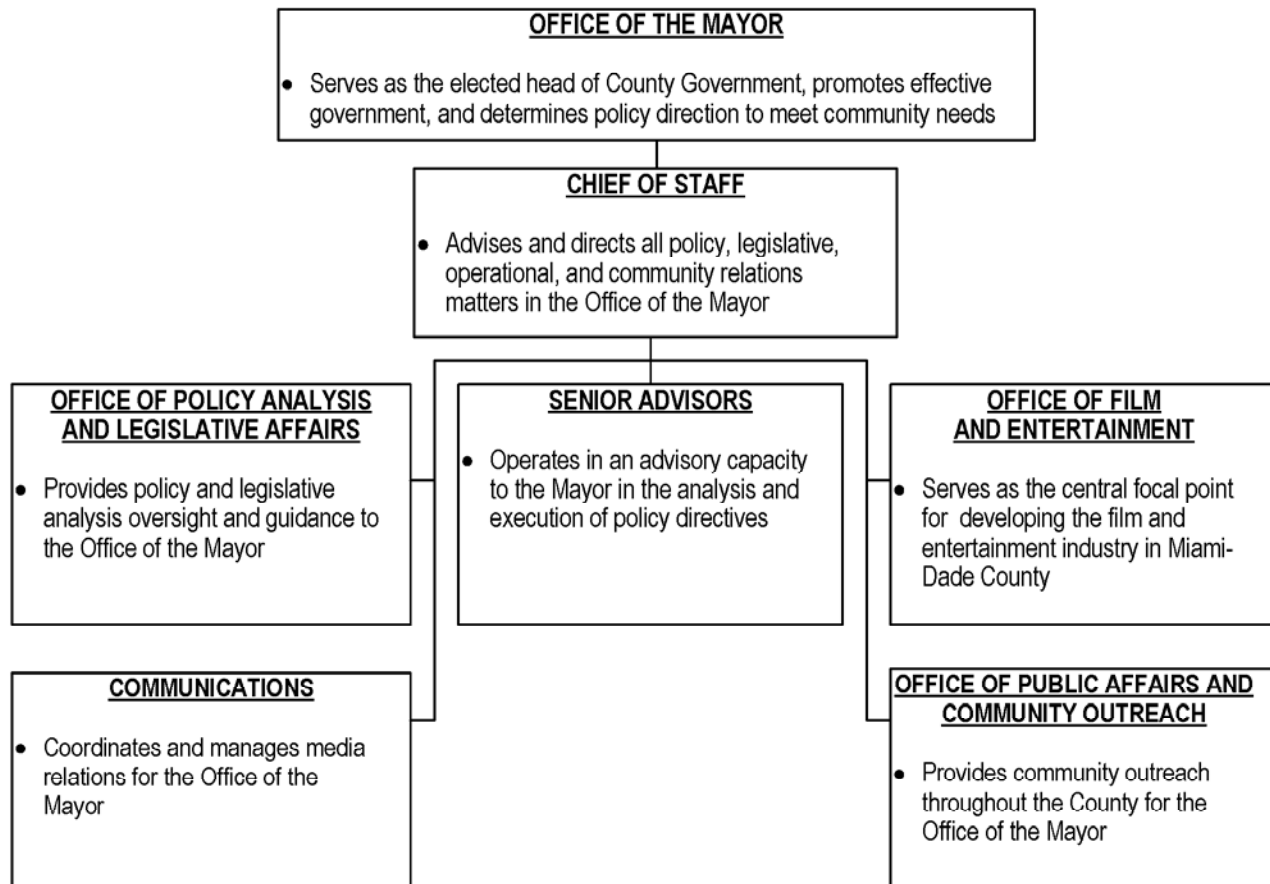 OFFICE OF THE MAYOR
• Serves as the elected head of County Government, promotes effective
government, and determines policy direction to meet community needs
CHIEF OF STAFF
• Advises and directs all policy, legislative,
operational, and community relations
matters in the Office of the Mayor
OFFICE OF POLICY ANALYSIS
AND LEGISLATIVE AFFAIRS
• Provides policy and legislative
analysis oversight and guidance to
the Office of the Mayor
SENIOR ADVISORS
• Operates in an advisory capacity
to the Mayor in the analysis and
execution of policy directives
OFFICE OF FILM
AND ENTERTAINMENT
• Serves as the central focal point
for developing the film and
entertainment industry in Miami-
Dade County
COMMUNICATIONS
• Coordinates and manages media
relations for the Office of the
Mayor
OFFICE OF PUBLIC AFFAIRS AND
COMMUNITY OUTREACH
• Provides community outreach
throughout the County for the
Office of the Mayor